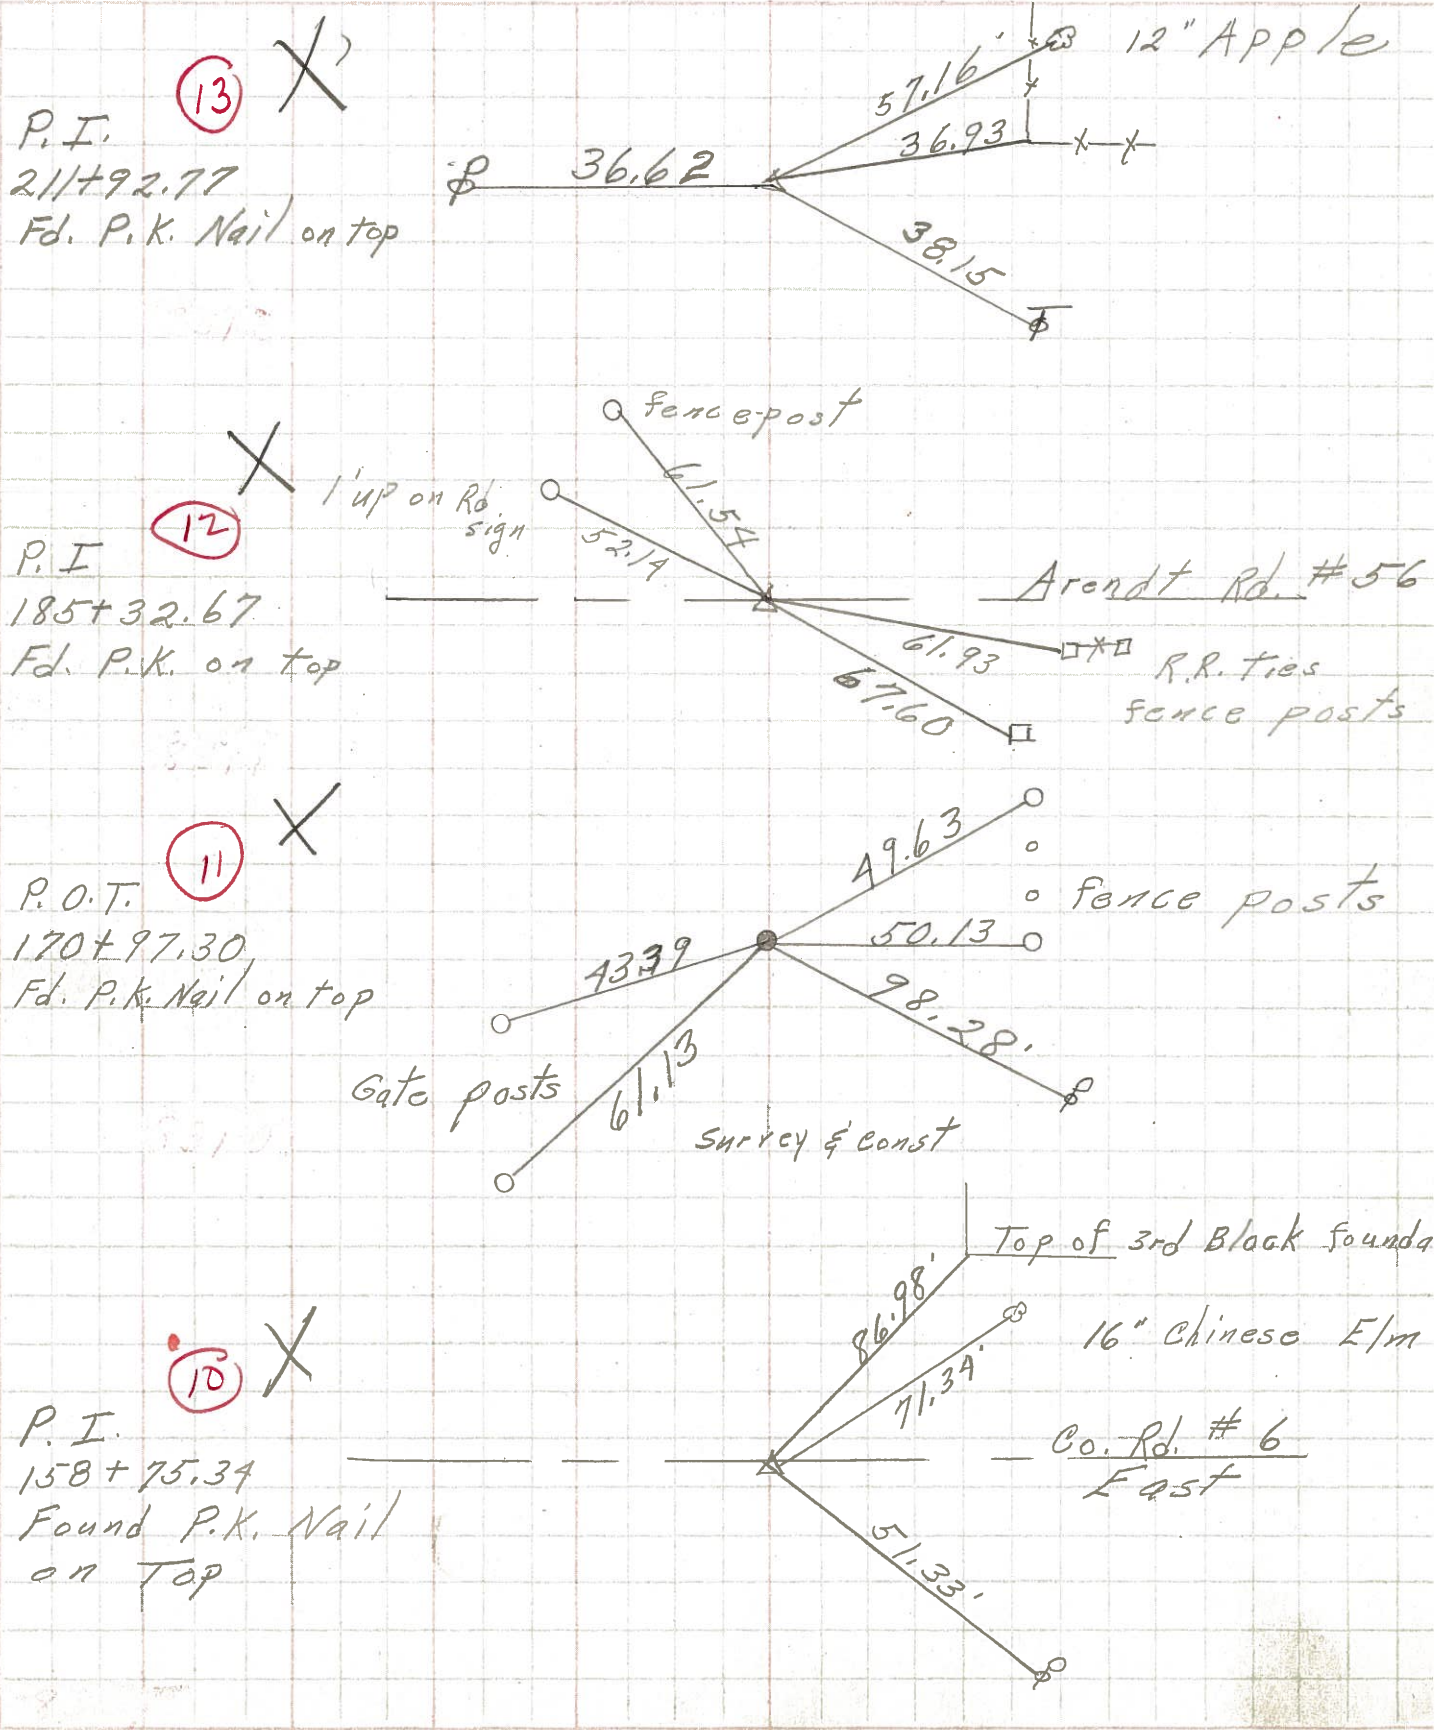 13
P.I.
211+92.77
Fd. P.K. Nail on top
36.62
57.16'
12" Apple
36.93
38.15
12
P.I
185+32.67
Fd. P.K. on top
fence post
1' up on Rd.
sign
61.54
52.14
Arendt Rd. #56
61.93
67.60
R.R. Ties
fence posts
11
P.O.T.
170+97.30
Fd. P.K. Nail on top
49.63
fence posts
50.13
43.39
98.28'
61.13
Gate posts
Survey & const
10
P.I.
158+75.34
Found P.K. Nail
on Top
86.98'
Top of 3rd Block founda
71.34'
16" Chinese Elm
Co. Rd. # 6
East
51.33'